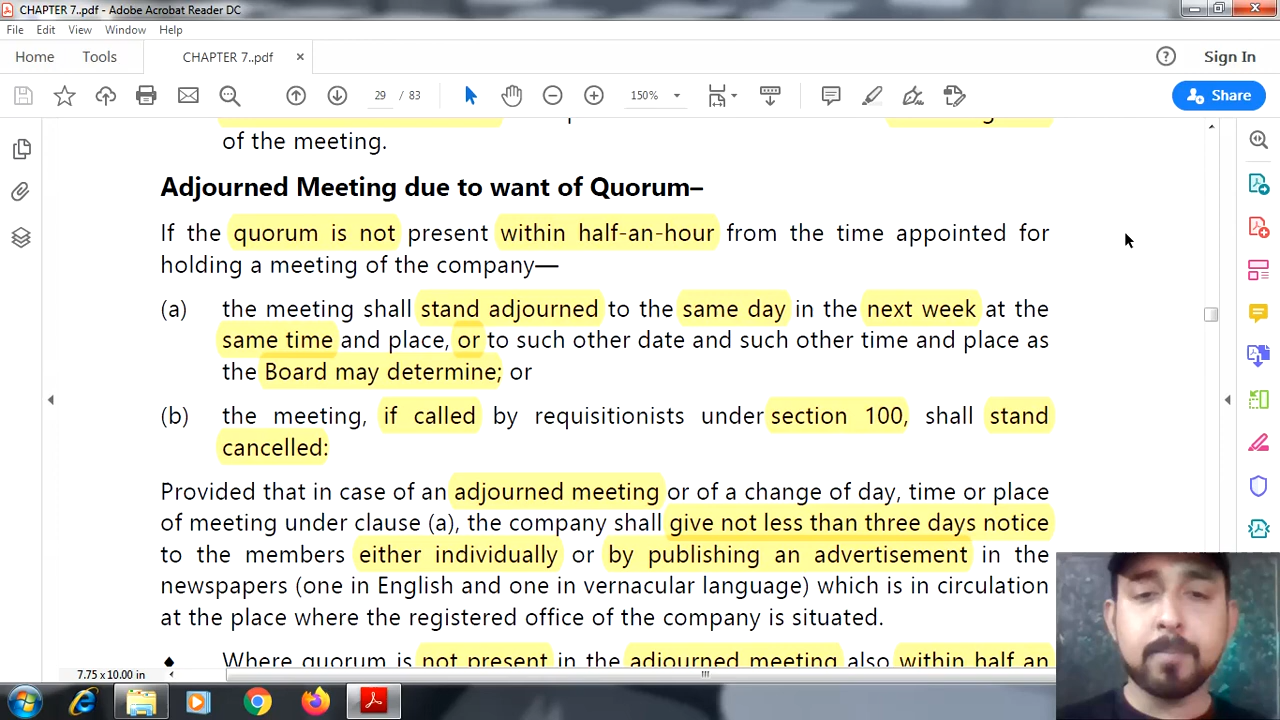 CHAPTER 7..pdf - Adobe Acrobat Reader DC
File Edit View Window Help
Home Tools CHAPTER 7..pdf × Sign In
29 / 83 150% Share
of the meeting.
Adjourned Meeting due to want of Quorum–
If the quorum is not present within half-an-hour from the time appointed for
holding a meeting of the company—
(a) the meeting shall stand adjourned to the same day in the next week at the
same time and place, or to such other date and such other time and place as
the Board may determine; or
(b) the meeting, if called by requisitionists under section 100, shall stand
cancelled:
Provided that in case of an adjourned meeting or of a change of day, time or place
of meeting under clause (a), the company shall give not less than three days notice
to the members either individually or by publishing an advertisement in the
newspapers (one in English and one in vernacular language) which is in circulation
at the place where the registered office of the company is situated.
♦ Where quorum is not present in the adjourned meeting also within half an
7.75 x 10.00 in